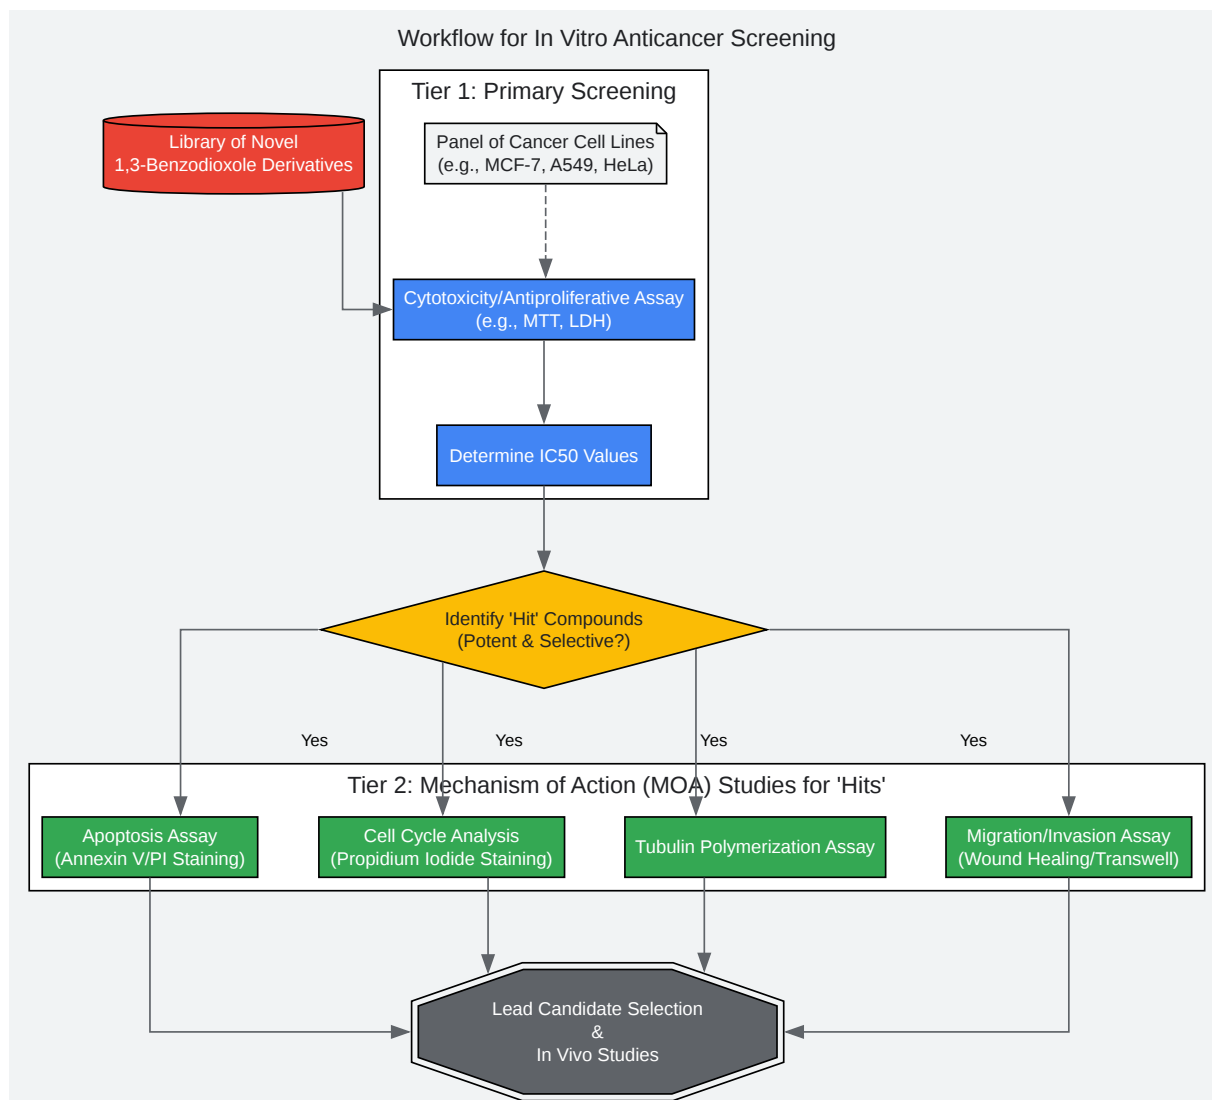 Workflow for In Vitro Anticancer Screening
Tier 1: Primary Screening
Library of Novel
1,3-Benzodioxole Derivatives
Panel of Cancer Cell Lines
(e.g., MCF-7, A549, HeLa)
Cytotoxicity/Antiproliferative Assay
(e.g., MTT, LDH)
Determine IC50 Values
Identify 'Hit' Compounds
(Potent & Selective?)
Yes
Yes
Yes
Yes
Tier 2: Mechanism of Action (MOA) Studies for 'Hits'
Apoptosis Assay
(Annexin V/PI Staining)
Cell Cycle Analysis
(Propidium Iodide Staining)
Tubulin Polymerization Assay
Migration/Invasion Assay
(Wound Healing/Transwell)
Lead Candidate Selection
&
In Vivo Studies